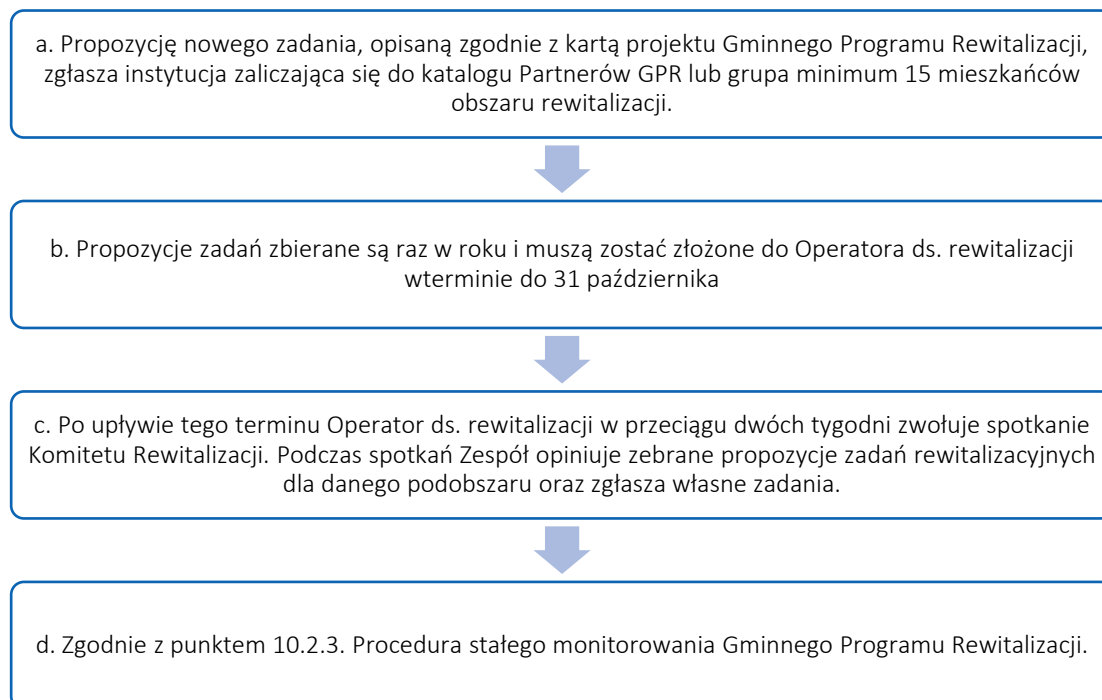 a. Propozycję nowego zadania, opisaną zgodnie z kartą projektu Gminnego Programu Rewitalizacji,
zgłasza instytucja zaliczająca się do katalogu Partnerów GPR lub grupa minimum 15 mieszkańców
obszaru rewitalizacji.
b. Propozycje zadań zbierane są raz w roku i muszą zostać złożone do Operatora ds. rewitalizacji
wterminie do 31 października
c. Po upływie tego terminu Operator ds. rewitalizacji w przeciągu dwóch tygodni zwołuje spotkanie
Komitetu Rewitalizacji. Podczas spotkań Zespół opiniuje zebrane propozycje zadań rewitalizacyjnych
dla danego podobszaru oraz zgłasza własne zadania.
d. Zgodnie z punktem 10.2.3. Procedura stałego monitorowania Gminnego Programu Rewitalizacji.